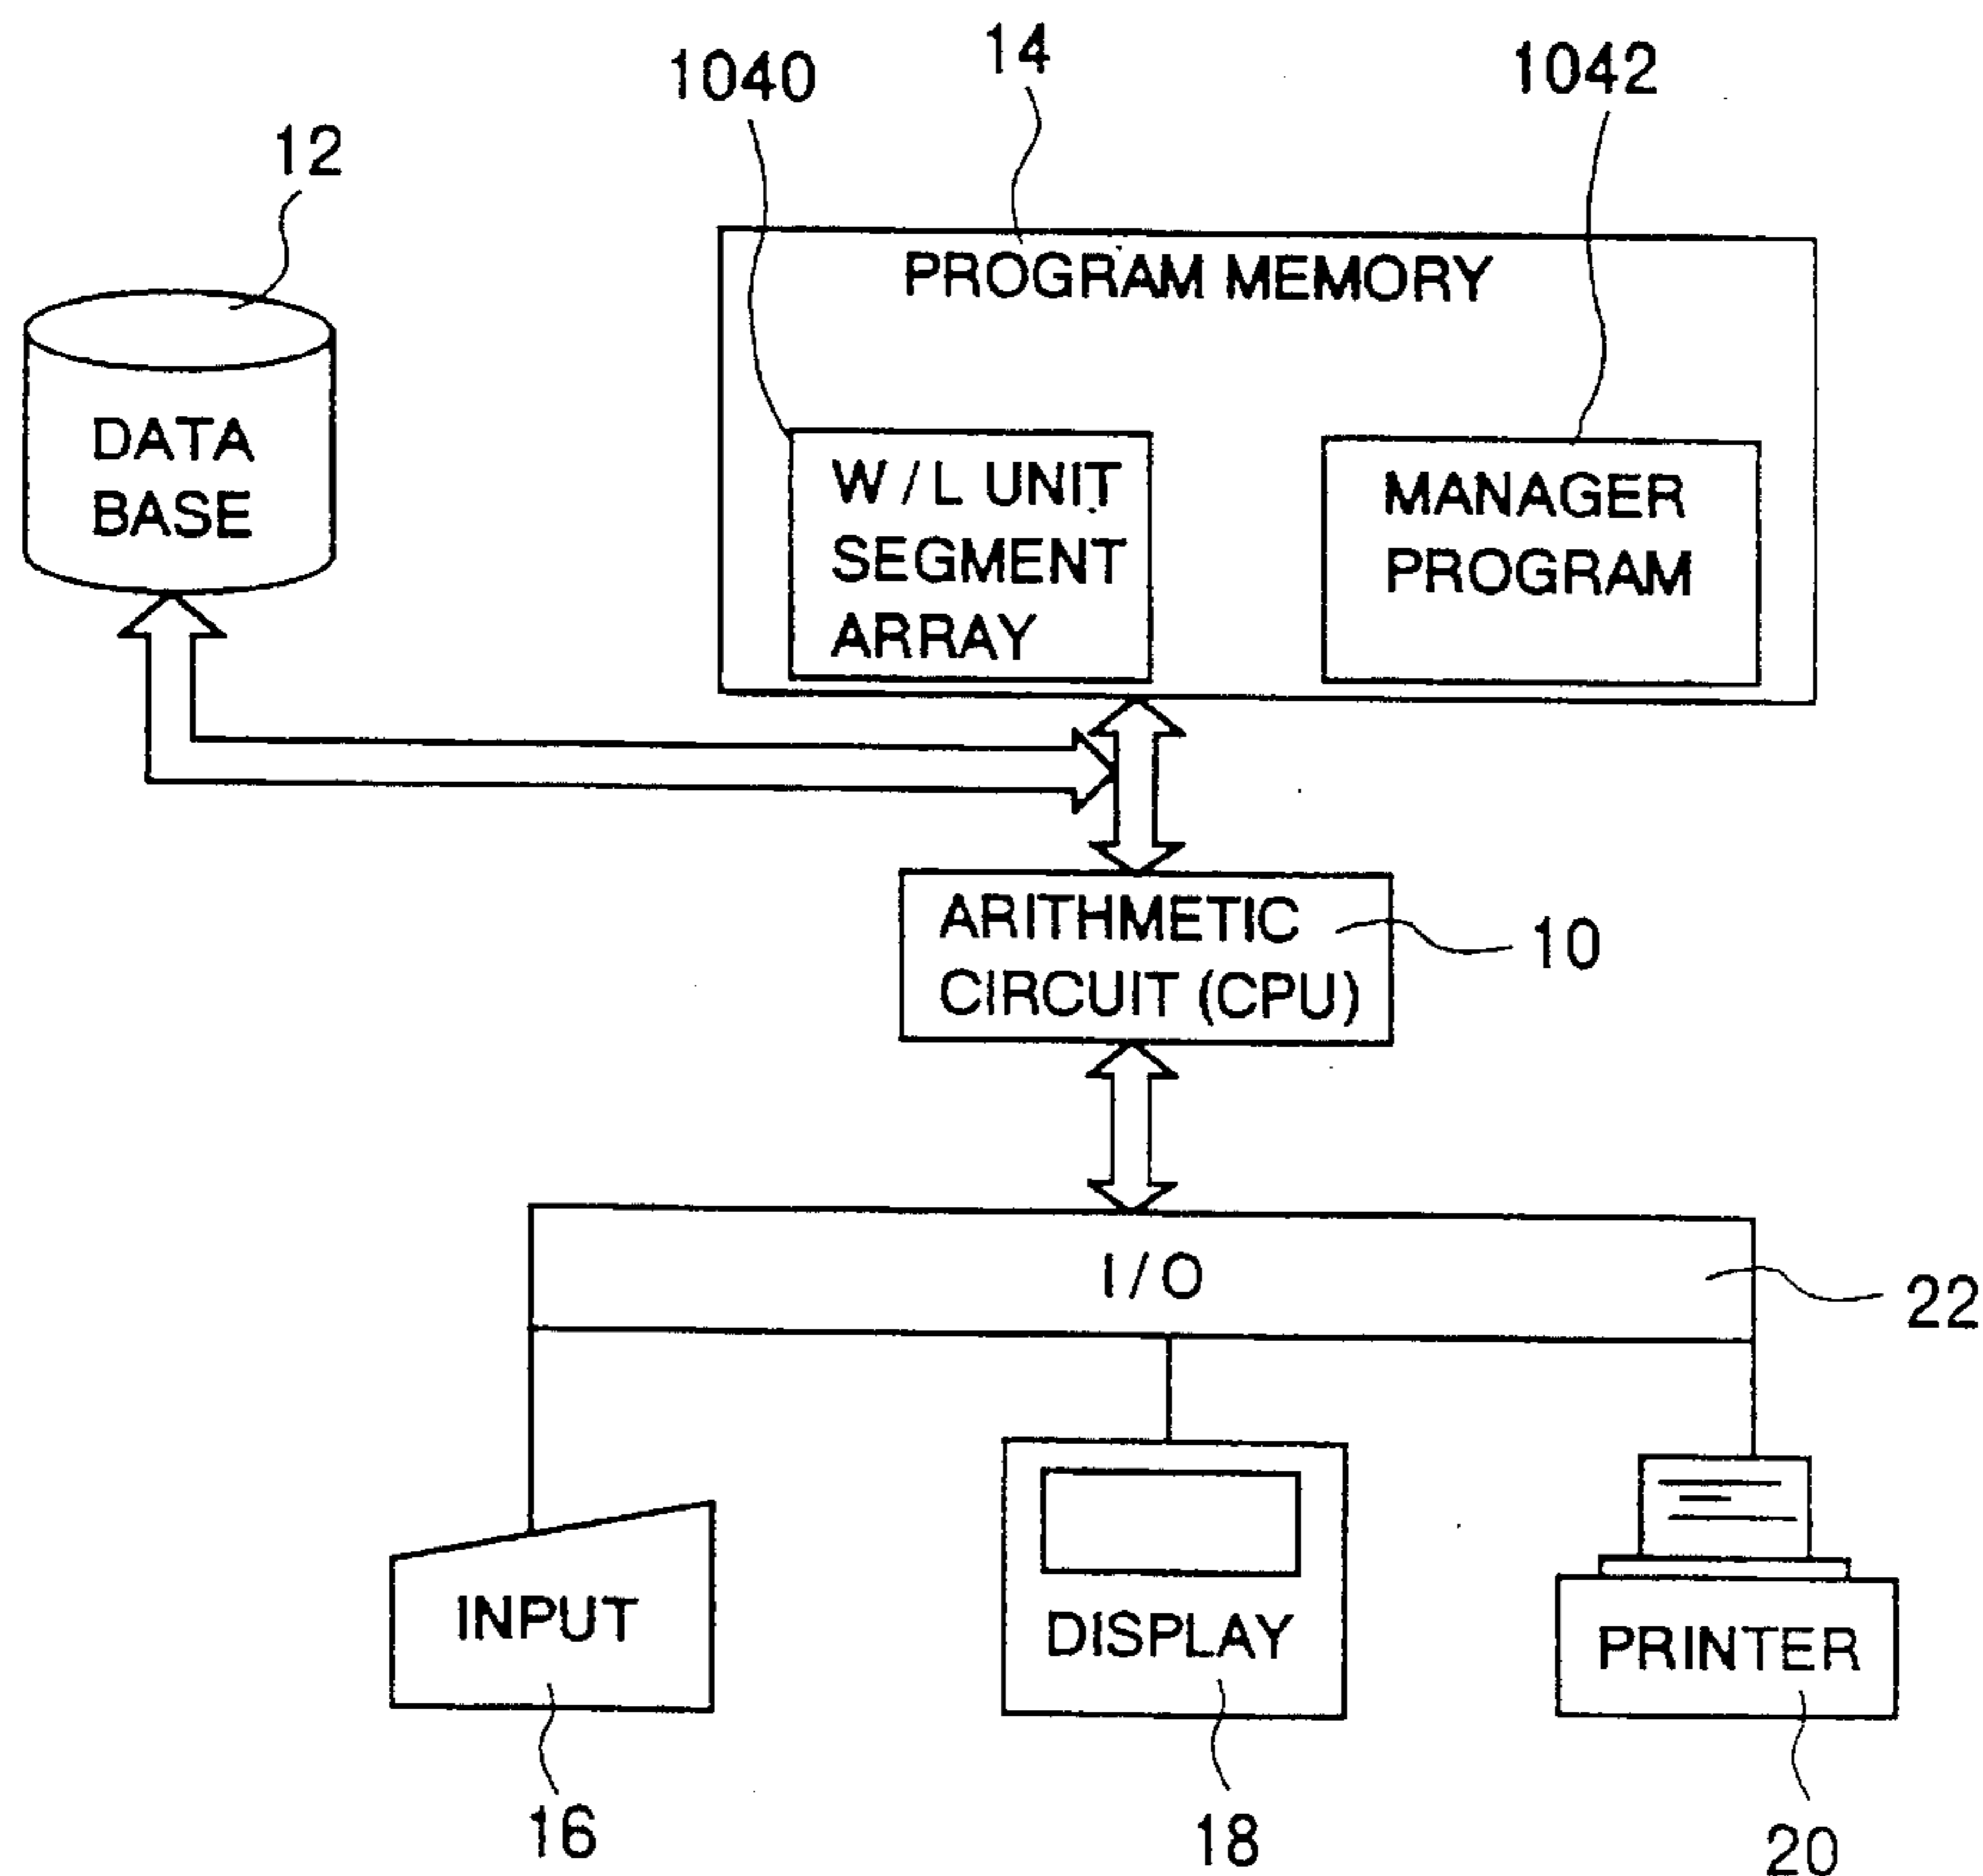 14
1040
1042
12
PROGRAM MEMORY
DATA
BASE
W / L UNIT
SEGMENT
ARRAY
MANAGER
PROGRAM
ARITHMETIC
CIRCUIT (CPU)
10
I / O
22
INPUT
DISPLAY
PRINTER
16
18
20